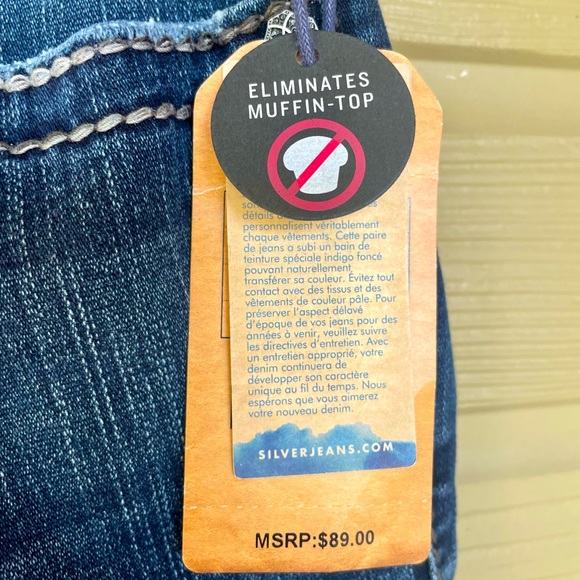 ELIMINATES
MUFFIN-TOP
détails
personnalisent véritablement
chaque vêtements. Cette paire
de jeans a subi un bain de
teinture spéciale indigo foncé
pouvant naturellement
transférer sa couleur. Évitez tout
contact avec des tissus et des
vêtements de couleur pâle. Pour
préserver l'aspect délavé
d'époque de vos jeans pour des
années à venir, veuillez suivre
les directives d'entretien. Avec
un entretien approprié, votre
denim continuera de
développer son caractère
unique au fil du temps. Nous
espérons que vous aimerez
votre nouveau denim.
SILVERJEANS.COM
MSRP:$89.00